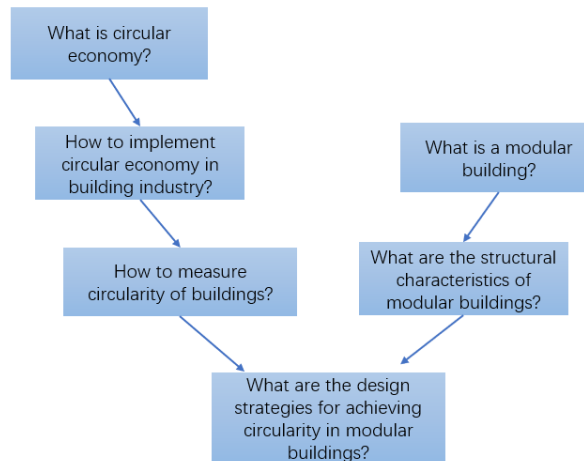 What is circular
economy?
How to implement
circular economy in
building industry?
What is a modular
building?
How to measure
circularity of buildings?
What are the structural
characteristics of
modular buildings?
What are the design
strategies for achieving
circularity in modular
buildings?